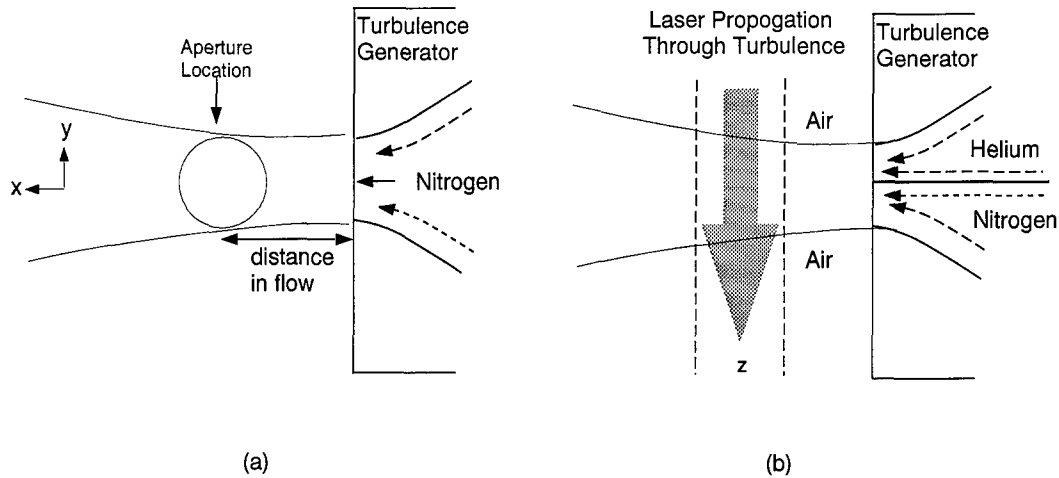 Aperture
Location
Turbulence
Generator
y
x
Nitrogen
distance
in flow
(a)
Laser Propogation
Through Turbulence
Turbulence
Generator
Air
Helium
Nitrogen
Air
z
(b)